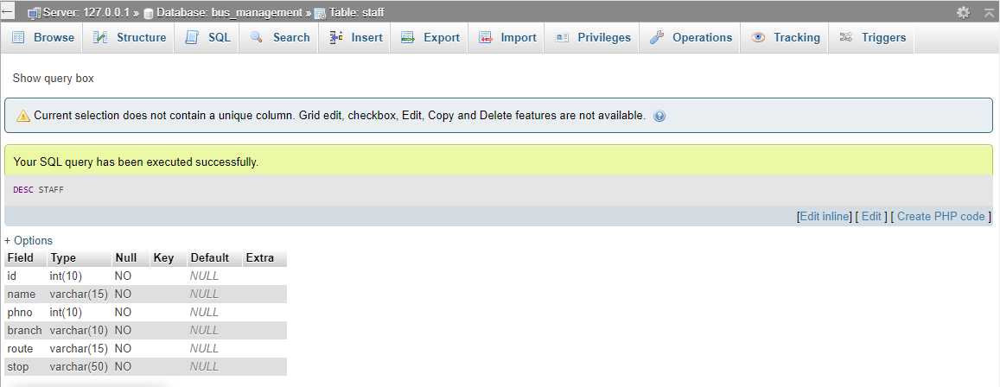 Server: 127.0.0.1 » Database: bus_management » Table: staff
Browse Structure SQL Search Insert Export Import Privileges Operations Tracking Triggers
Show query box
Current selection does not contain a unique column. Grid edit, checkbox, Edit, Copy and Delete features are not available.
Your SQL query has been executed successfully.
DESC STAFF
[Edit inline] [ Edit ] [ Create PHP code ]
+ Options
Field Type Null Key Default Extra
id int(10) NO NULL
name varchar(15) NO NULL
phno int(10) NO NULL
branch varchar(10) NO NULL
route varchar(15) NO NULL
stop varchar(50) NO NULL